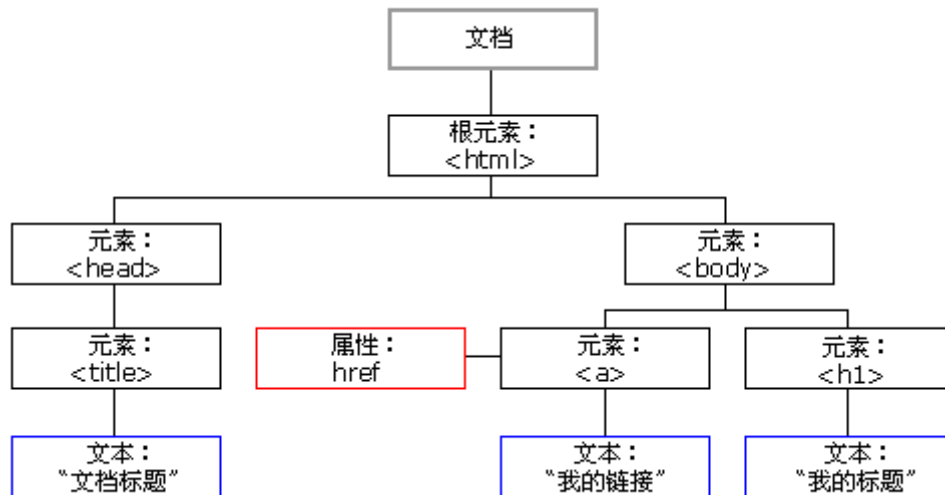 文档
根元素：
<html>
元素：
<head>
元素：
<body>
元素：
<title>
属性：
href
元素：
<a>
元素：
<h1>
文本：
“文档标题”
文本：
“我的链接”
文本：
“我的标题”